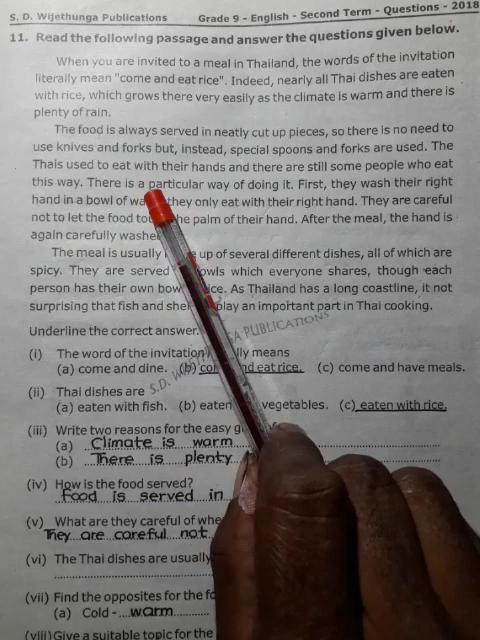 S. D. Wijethunga Publications Grade 9 - English - Second Term - Questions - 2018
11. Read the following passage and answer the questions given below.
When you are invited to a meal in Thailand, the words of the invitation
literally mean "come and eat rice". Indeed, nearly all Thai dishes are eaten
with rice, which grows there very easily as the climate is warm and there is
plenty of rain.
The food is always served in neatly cut up pieces, so there is no need to
use knives and forks but, instead, special spoons and forks are used. The
Thais used to eat with their hands and there are still some people who eat
this way. There is a particular way of doing it. First, they wash their right
hand in a bowl of they only eat with their right hand. They are careful
not to let the food the palm of their hand. After the meal, the hand is
again carefully washed
The meal is usually up of several different dishes, all of which are
spicy. They are served bowls which everyone shares, though each
person has their own bowl rice. As Thailand has a long coastline, it not
surprising that fish and play an important part in Thai cooking.
Underline the correct answer.
S.D. WIJETHUNGA PUBLICATIONS
(i) The word of the invitation means
(a) come and dine. (b) and eat rice. (c) come and have meals.
(ii) Thai dishes are
(a) eaten with fish. (b) eaten vegetables. (c) eaten with rice.
(iii) Write two reasons for the easy
(a) Climate is warm
(b) There is plenty
(iv) How is the food served?
Food is served in
(v) What are they careful of
They are careful not
(vi) The Thai dishes are usually
(vii) Find the opposites for the
(a) Cold - warm
(viii) Give a suitable topic for the